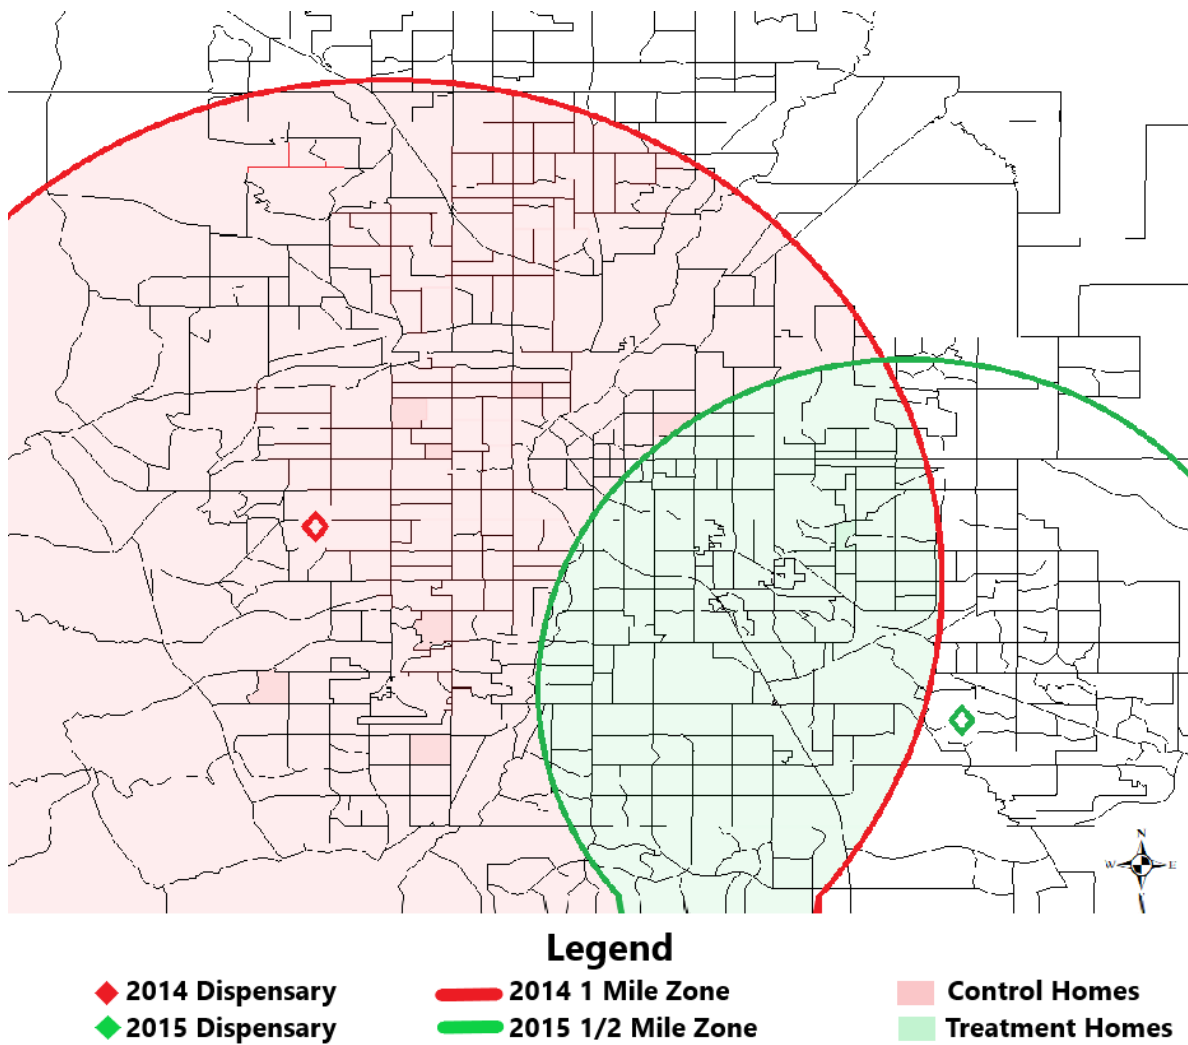 N
W E
Legend
2014 Dispensary 2014 1 Mile Zone Control Homes
2015 Dispensary 2015 1/2 Mile Zone Treatment Homes